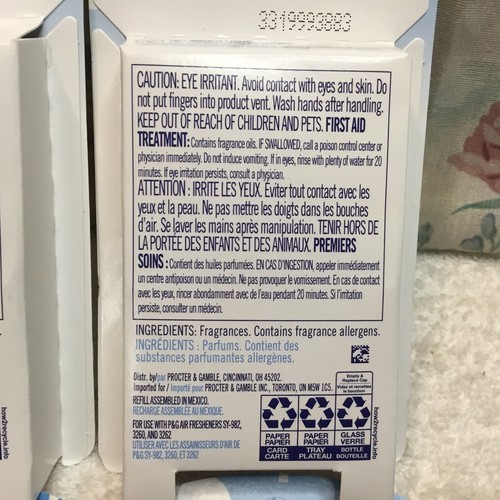 3319993883
CAUTION: EYE IRRITANT. Avoid contact with eyes and skin. Do
not put fingers into product vent. Wash hands after handling.
KEEP OUT OF REACH OF CHILDREN AND PETS. FIRST AID
TREATMENT: Contains fragrance oils. IF SWALLOWED, call a poison control center or
physician immediately. Do not induce vomiting. If in eyes, rinse with plenty of water for 20
minutes. If eye irritation persists, consult a physician.
ATTENTION : IRRITE LES YEUX. Éviter tout contact avec les
yeux et la peau. Ne pas mettre les doigts dans les bouches
d'air. Se laver les mains après manipulation. TENIR HORS DE
LA PORTÉE DES ENFANTS ET DES ANIMAUX. PREMIERS
SOINS : Contient des huiles parfumées. EN CAS D'INGESTION, appeler immédiatement
un centre antipoison ou un médecin. Ne pas provoquer le vomissement. En cas de contact
avec les yeux, rincer abondamment avec de l'eau pendant 20 minutes. Si l'irritation
persiste, consulter un médecin.
INGREDIENTS: Fragrances. Contains fragrance allergens.
INGRÉDIENTS : Parfums. Contient des
substances parfumantes allergènes.
Distr. by/par PROCTER & GAMBLE, CINCINNATI, OH 45202.
Imported for / Importé pour PROCTER & GAMBLE INC., TORONTO, ON M5W 1C5.
REFILL ASSEMBLED IN MEXICO.
RECHARGE ASSEMBLÉE AU MEXIQUE.
FOR USE WITH P&G AIR FRESHENERS SY-982,
3260, AND 3262
UTILISER AVEC LES ASSAINISSEURS D'AIR DE
P&G SY-982, 3260, ET 3262
Empty &
Replace Cap
Videz et remettez
le bouchon
PAPER
PAPIER
CARD
CARTE
PAPER
PAPIER
TRAY
PLATEAU
GLASS
VERRE
BOTTLE
BOUTEILLE
how2recycle.info
how2recycle.info